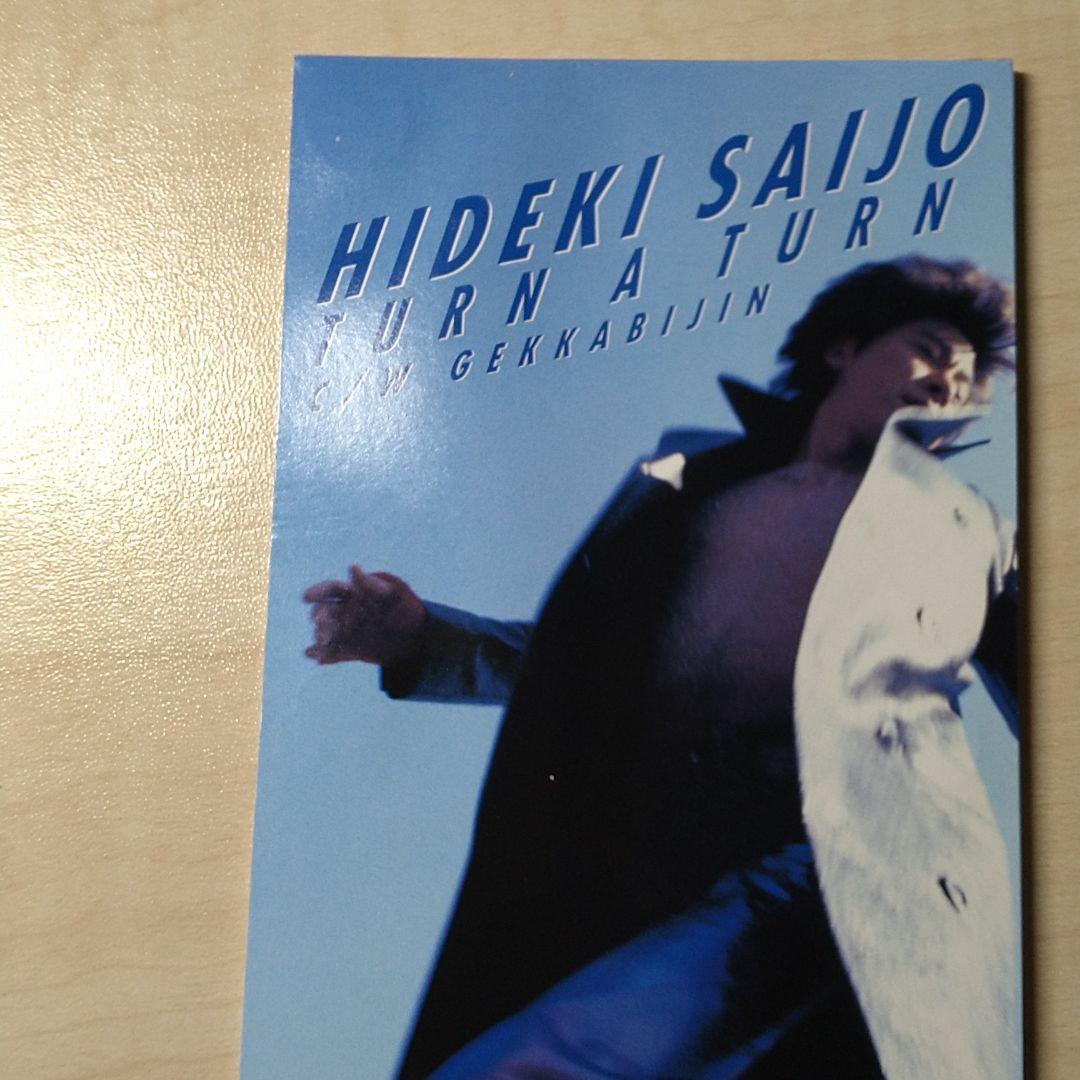 HIDEKI SAIJO
TURN A TURN
C/W GEKKABIJIN